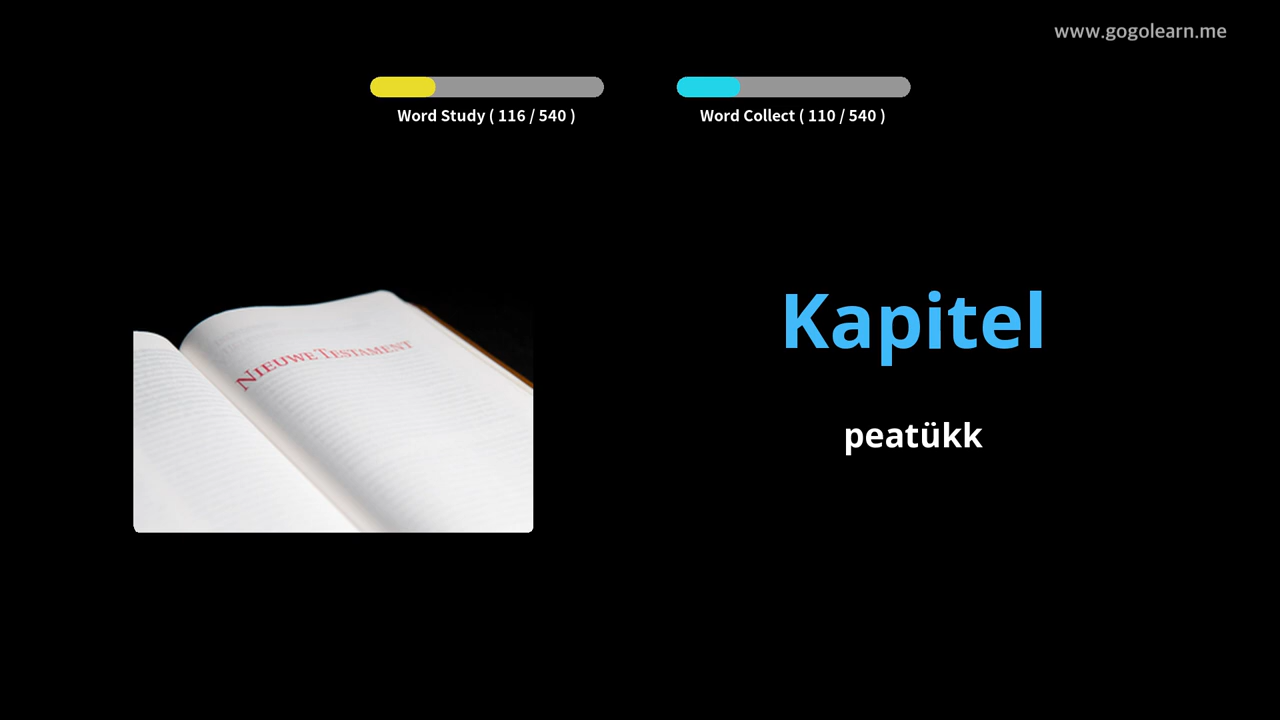 www.gogolearn.me
Word Study ( 116 / 540 )
Word Collect ( 110 / 540 )
NIEUWE TESTAMENT
Kapitel
peatükk